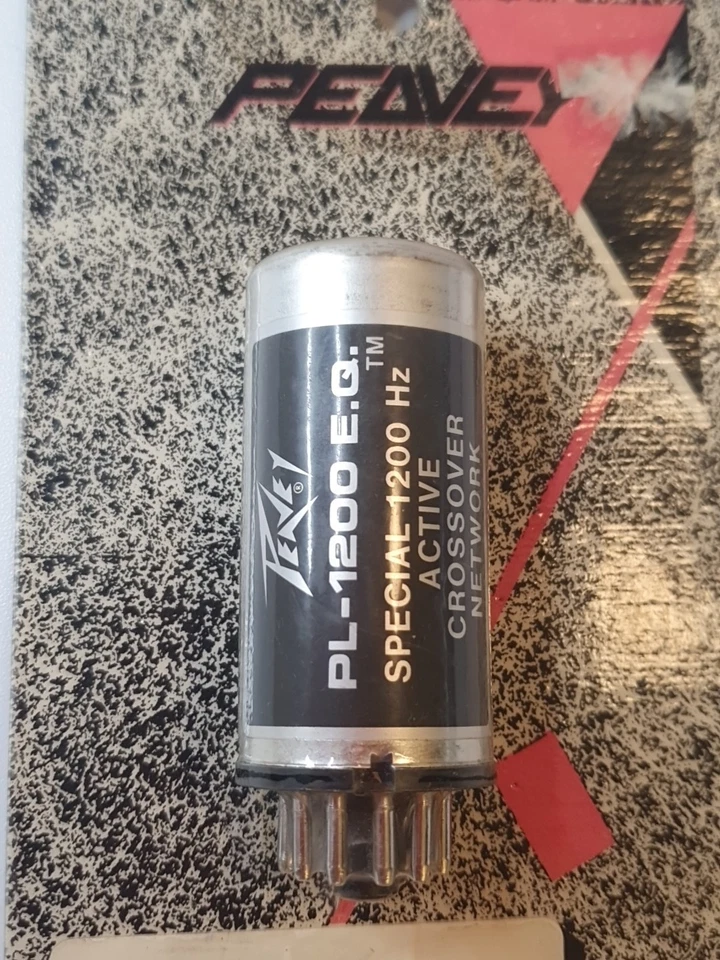 PEAVEY
PEAVEY ®
PL-1200 E.Q.™
SPECIAL 1200 Hz
ACTIVE
CROSSOVER
NETWORK